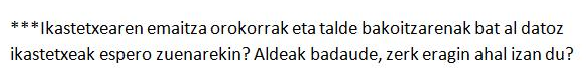 ***Ikastetxearen emaitza orokorrak eta talde bakoitzarenak bat al datoz
ikastetxeak espero zuenarekin? Aldeak badaude, zerk eragin ahal izan du?